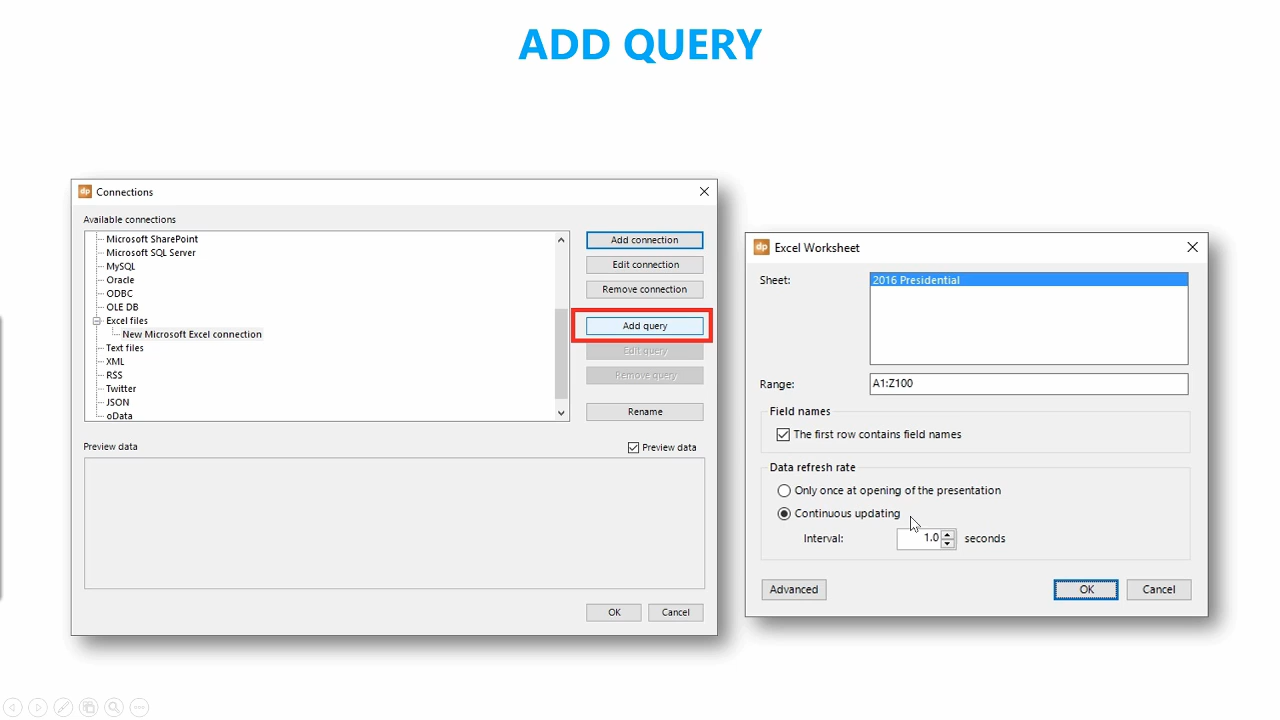 ADD QUERY
dp Connections
Available connections
Microsoft SharePoint
Microsoft SQL Server
MySQL
Oracle
ODBC
OLE DB
Excel files
New Microsoft Excel connection
Text files
XML
RSS
Twitter
JSON
oData
Add connection
Edit connection
Remove connection
Add query
Edit query
Remove query
Rename
Preview data
Preview data
OK
Cancel
dp Excel Worksheet
Sheet:
2016 Presidential
Range:
A1:Z100
Field names
The first row contains field names
Data refresh rate
Only once at opening of the presentation
Continuous updating
Interval: 1.0 seconds
Advanced
OK
Cancel